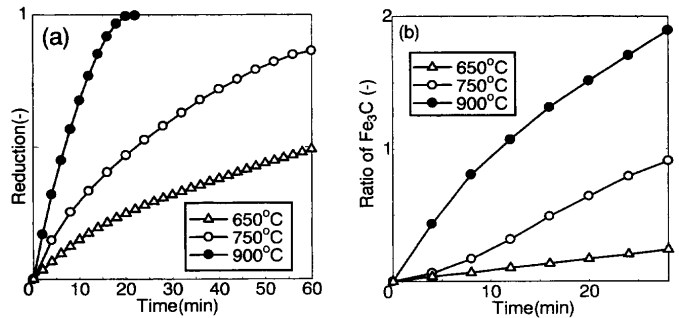 (a)
1
Reduction(-)
650°C
750°C
900°C
0 10 20 30 40 50 60
Time(min)
(b)
2
1
Ratio of Fe₃C (-)
650°C
750°C
900°C
0 10 20
Time(min)